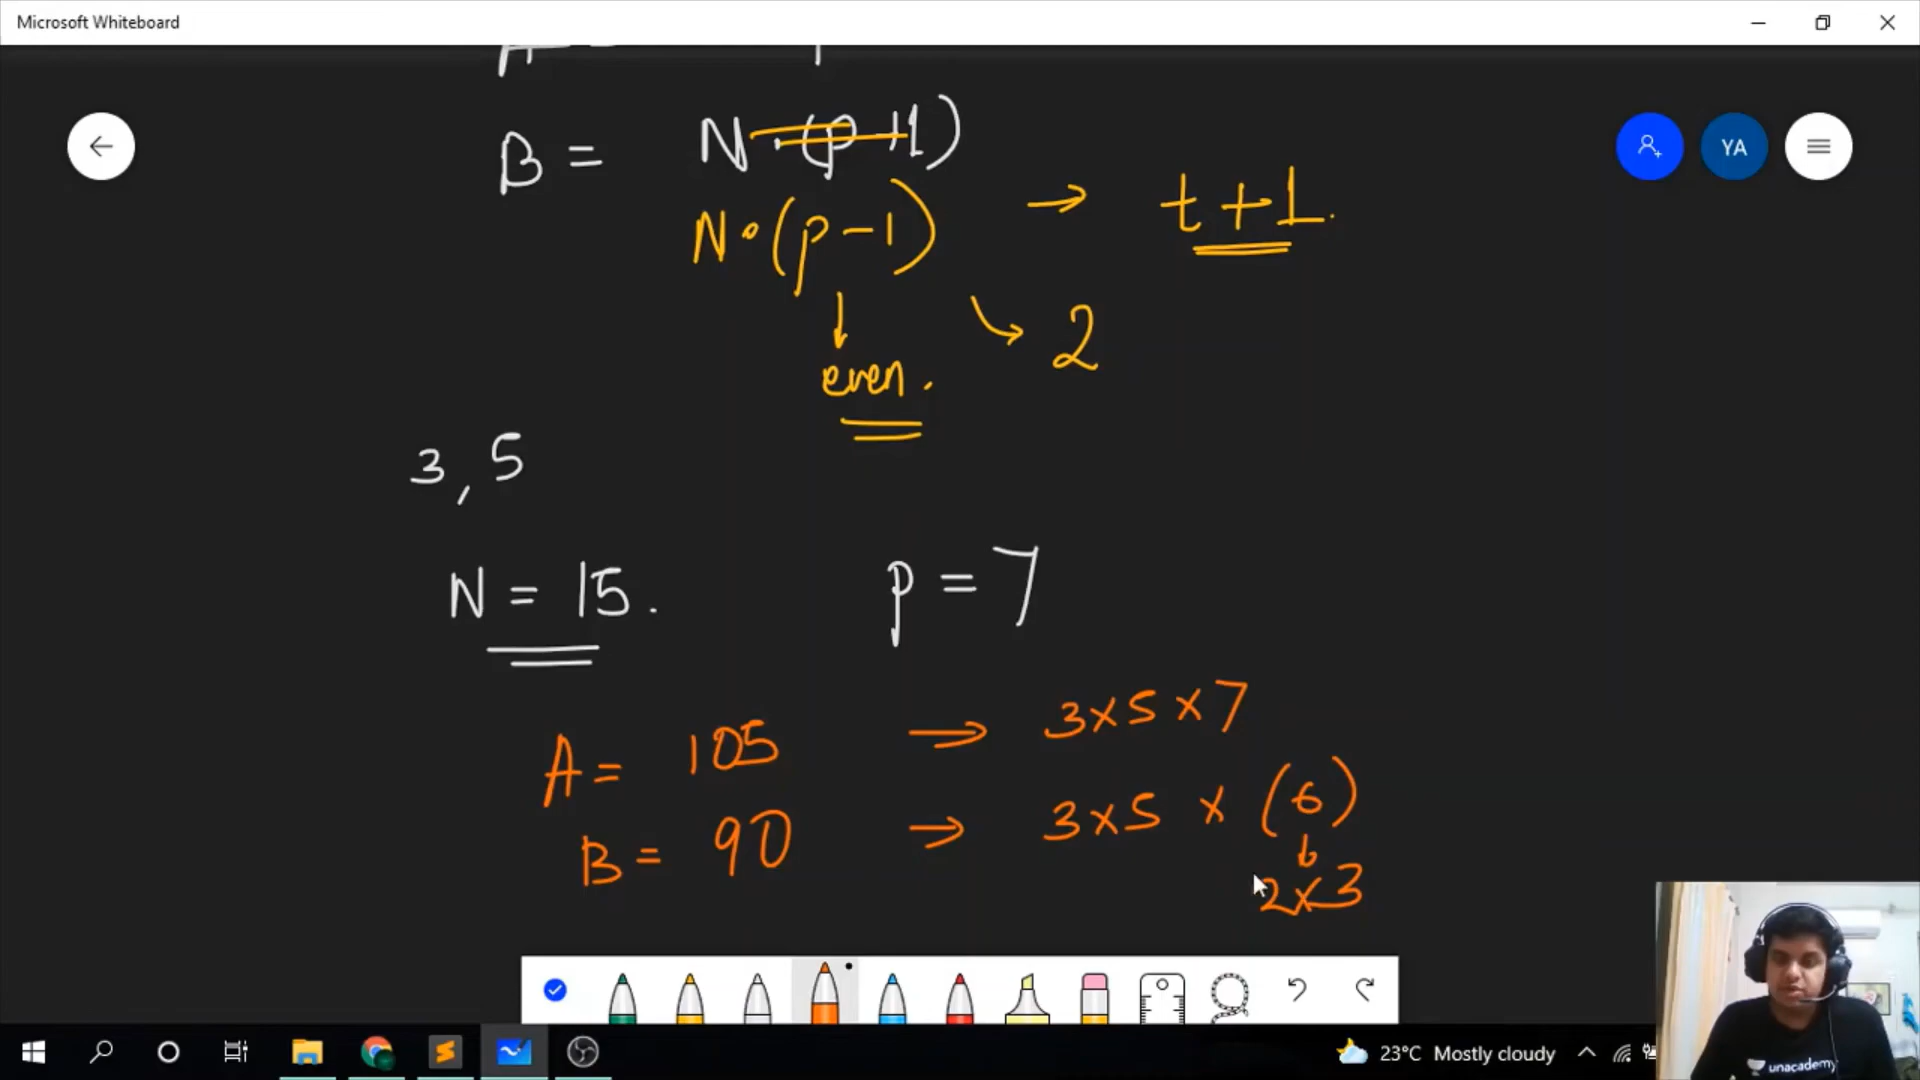 Microsoft Whiteboard
B = N·(p+1)
N·(p-1) → t+1.
2
even.
YA
3, 5
N = 15.
p = 7
A = 105 → 3×5×7
B = 90 → 3×5 × (6)
2×3
23°C Mostly cloudy
unacademy